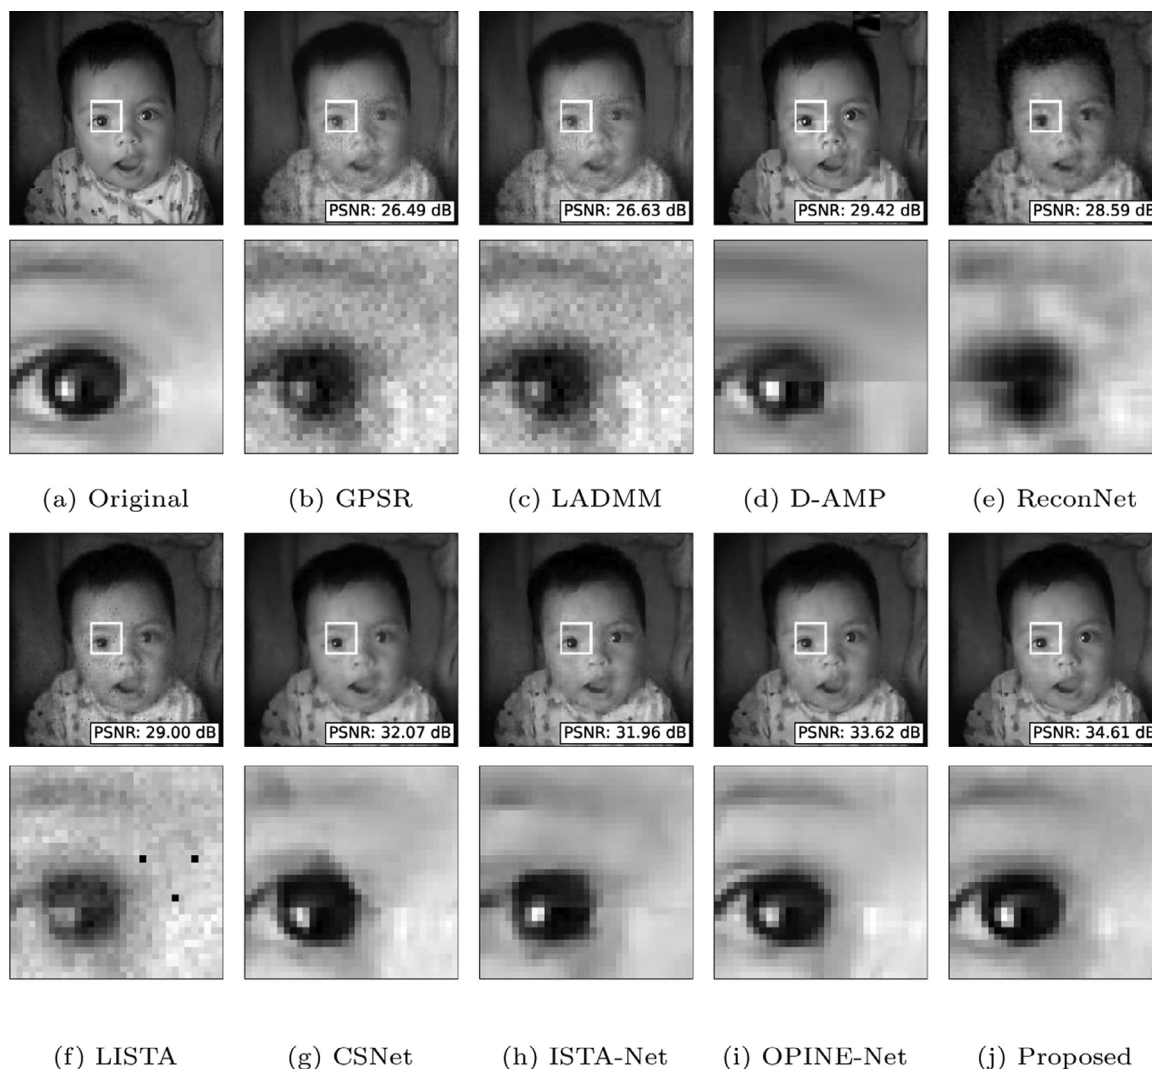 PSNR: 26.49 dB
PSNR: 26.63 dB
PSNR: 29.42 dB
PSNR: 28.59 dB
(a) Original
(b) GPSR
(c) LADMM
(d) D-AMP
(e) ReconNet
PSNR: 29.00 dB
PSNR: 32.07 dB
PSNR: 31.96 dB
PSNR: 33.62 dB
PSNR: 34.61 dB
(f) LISTA
(g) CSNet
(h) ISTA-Net
(i) OPINE-Net
(j) Proposed